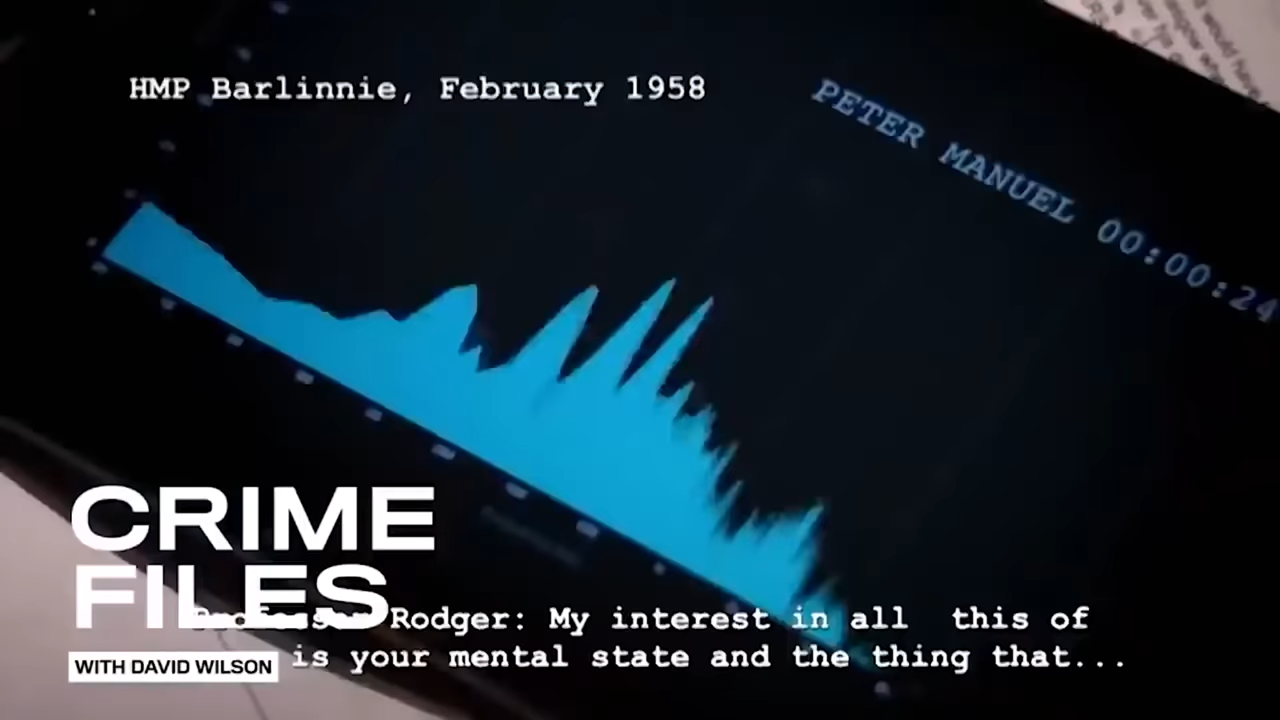 HMP Barlinnie, February 1958
PETER MANUEL 00:00:24
CRIME
FILES
Rodger: My interest in all this of
WITH DAVID WILSON
is your mental state and the thing that...